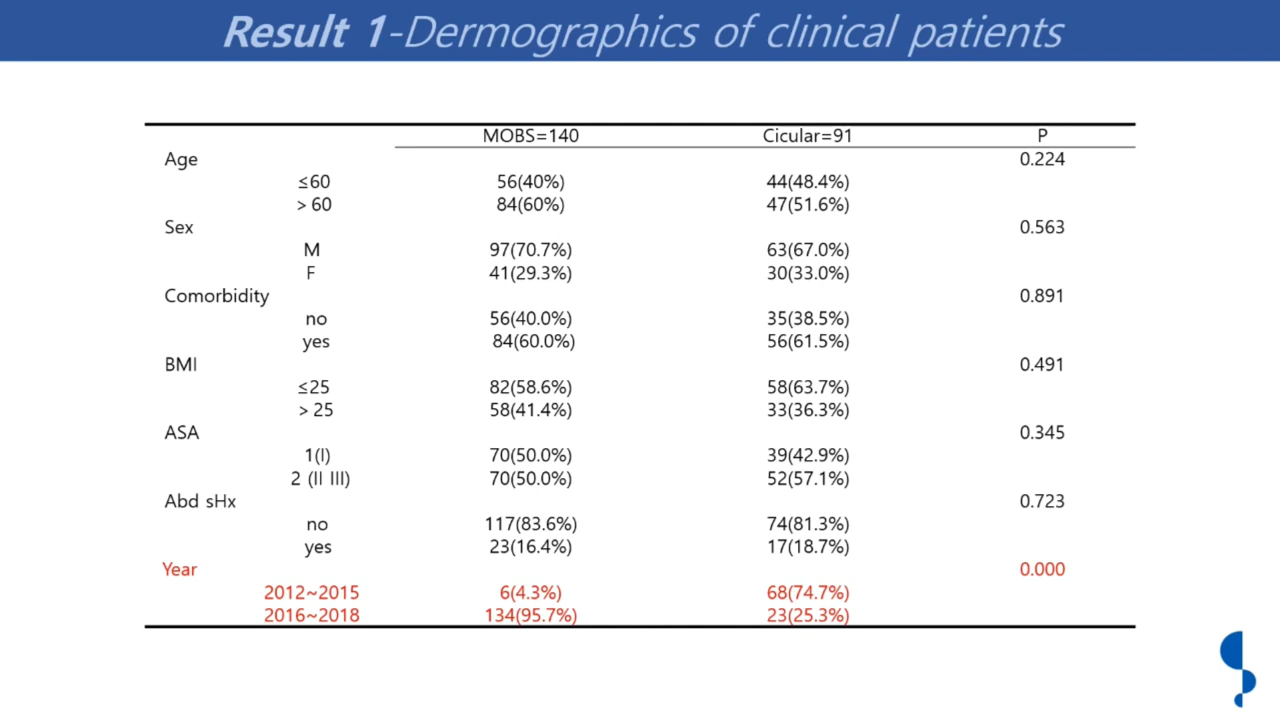 Result 1-Dermographics of clinical patients
MOBS=140 Cicular=91 P
Age 0.224
≤60 56(40%) 44(48.4%)
> 60 84(60%) 47(51.6%)
Sex 0.563
M 97(70.7%) 63(67.0%)
F 41(29.3%) 30(33.0%)
Comorbidity 0.891
no 56(40.0%) 35(38.5%)
yes 84(60.0%) 56(61.5%)
BMI 0.491
≤25 82(58.6%) 58(63.7%)
> 25 58(41.4%) 33(36.3%)
ASA 0.345
1(I) 70(50.0%) 39(42.9%)
2 (II III) 70(50.0%) 52(57.1%)
Abd sHx 0.723
no 117(83.6%) 74(81.3%)
yes 23(16.4%) 17(18.7%)
Year 0.000
2012~2015 6(4.3%) 68(74.7%)
2016~2018 134(95.7%) 23(25.3%)